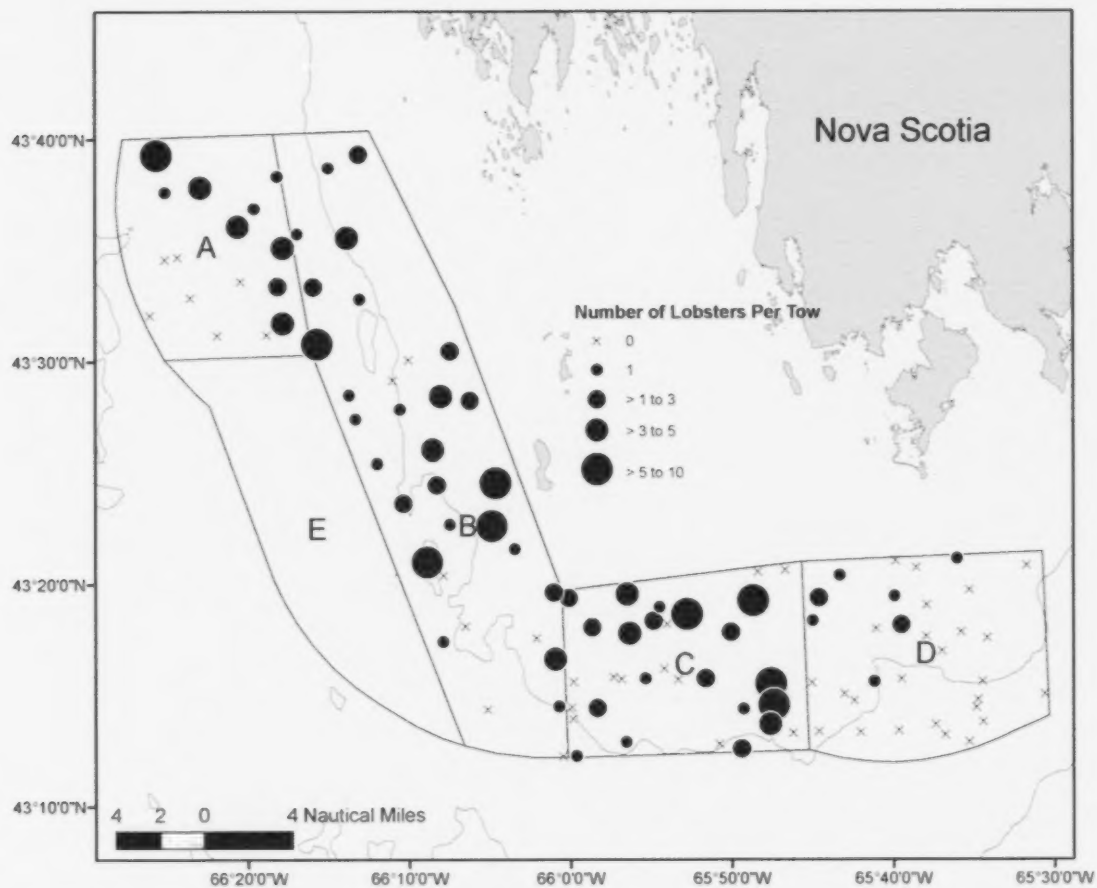 Nova Scotia
43°40'0"N
A
Number of Lobsters Per Tow
0
1
> 1 to 3
> 3 to 5
> 5 to 10
43°30'0"N
B
E
43°20'0"N
C
D
43°10'0"N
4 2 0 4 Nautical Miles
66°20'0"W 66°10'0"W 66°0'0"W 65°50'0"W 65°40'0"W 65°30'0"W